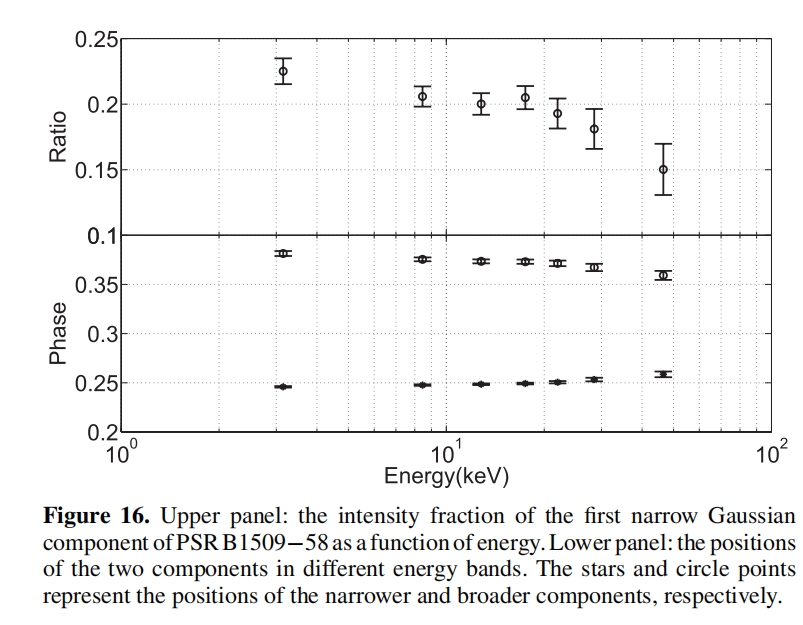 0.25
0.2
0.15
0.1
Ratio
0.35
0.3
0.25
0.2
Phase
10^0
10^1
10^2
Energy(keV)
Figure 16. Upper panel: the intensity fraction of the first narrow Gaussian
component of PSR B1509−58 as a function of energy. Lower panel: the positions
of the two components in different energy bands. The stars and circle points
represent the positions of the narrower and broader components, respectively.